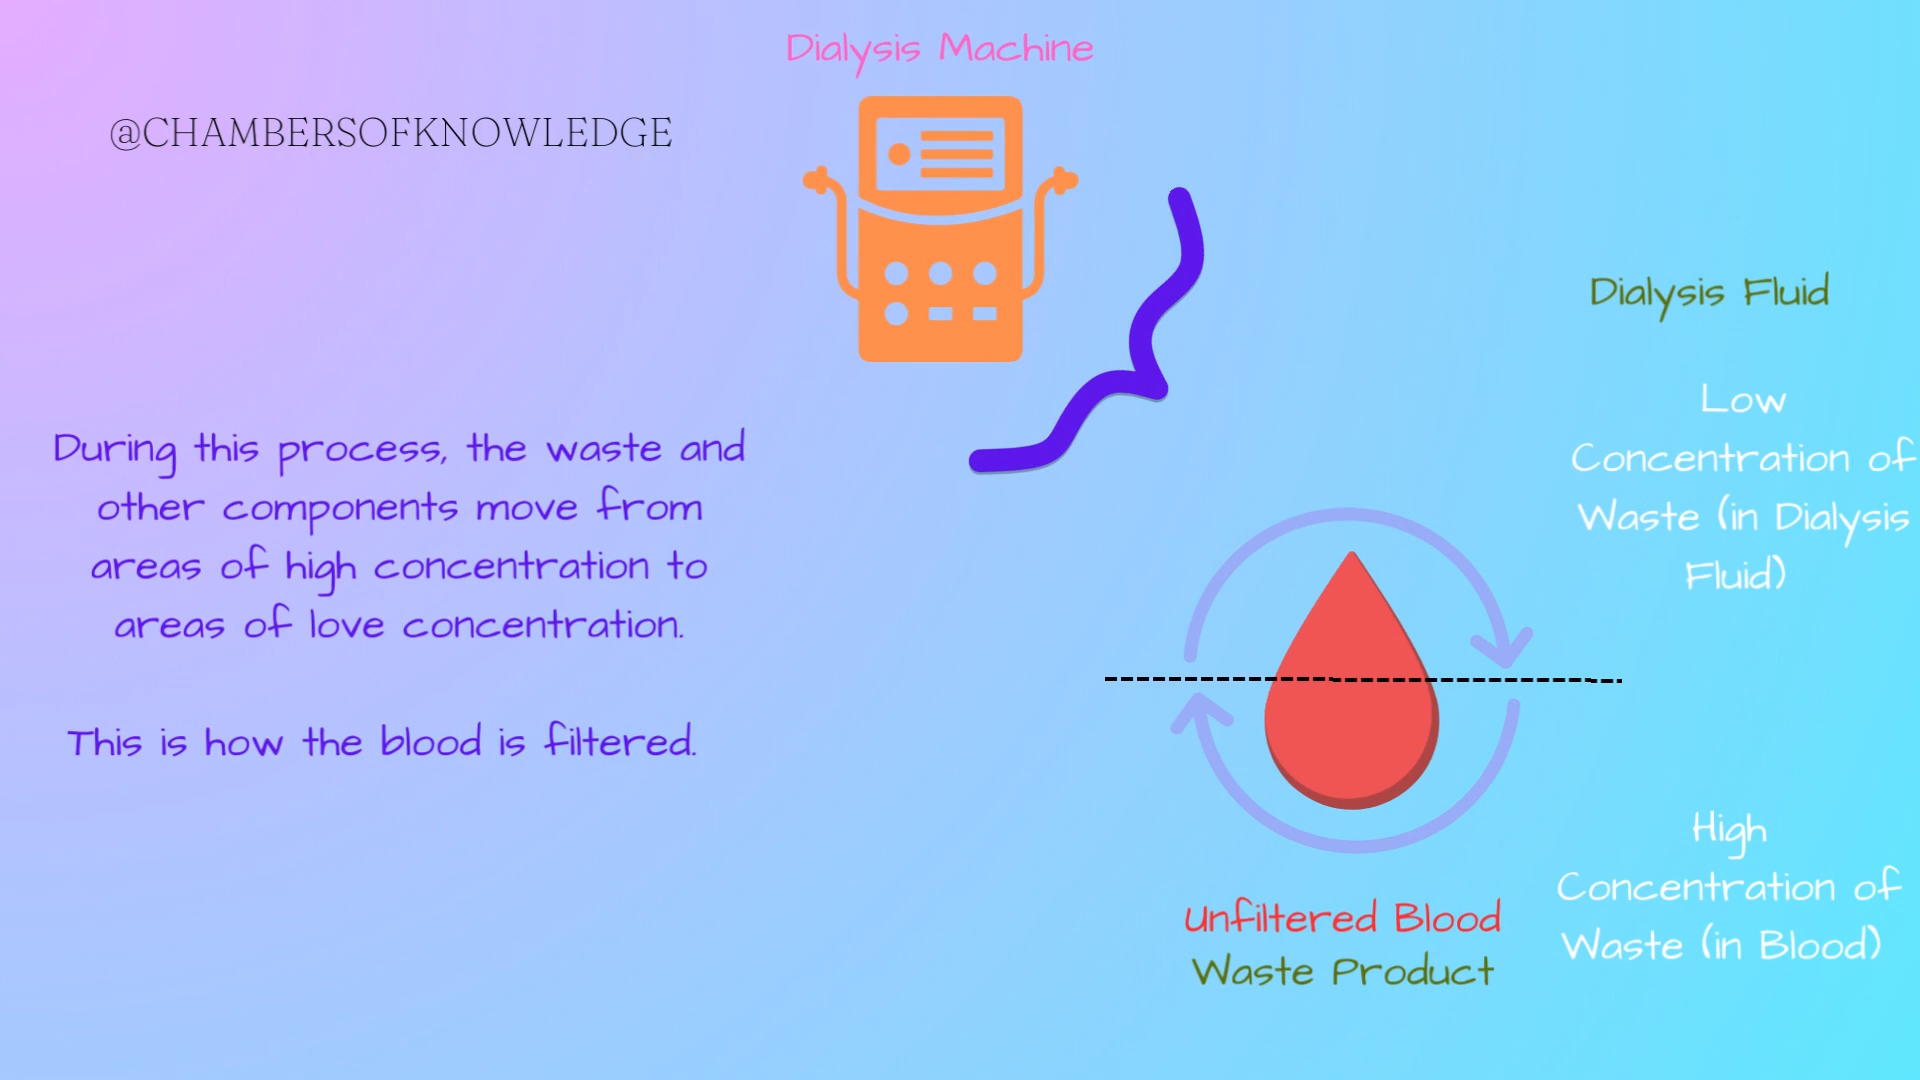 Dialysis Machine
@CHAMBERSOFKNOWLEDGE
During this process, the waste and
other components move from
areas of high concentration to
areas of love concentration.
This is how the blood is filtered.
Dialysis Fluid
Low
Concentration of
Waste (in Dialysis
Fluid)
High
Concentration of
Waste (in Blood)
Unfiltered Blood
Waste Product